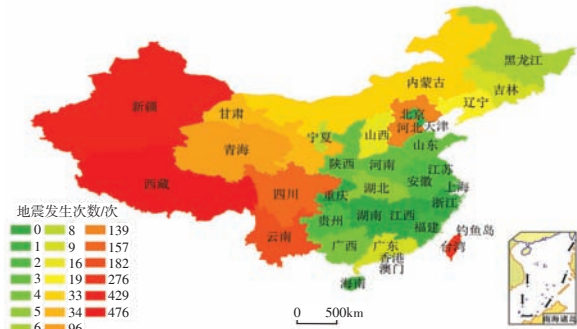 黑龙江
内蒙古
吉林
新疆
辽宁
甘肃
北京
河北 天津
宁夏
山西
青海
山东
陕西
河南
江苏
西藏
四川
安徽
上海
湖北
重庆
浙江
湖南
江西
贵州
福建
钓鱼岛
云南
台湾
广西
广东
香港
澳门
海南
地震发生次数/次
0 8 139
1 9 157
2 16 182
3 19 276
4 33 429
5 34 476
6 96
0 500km
南海诸岛